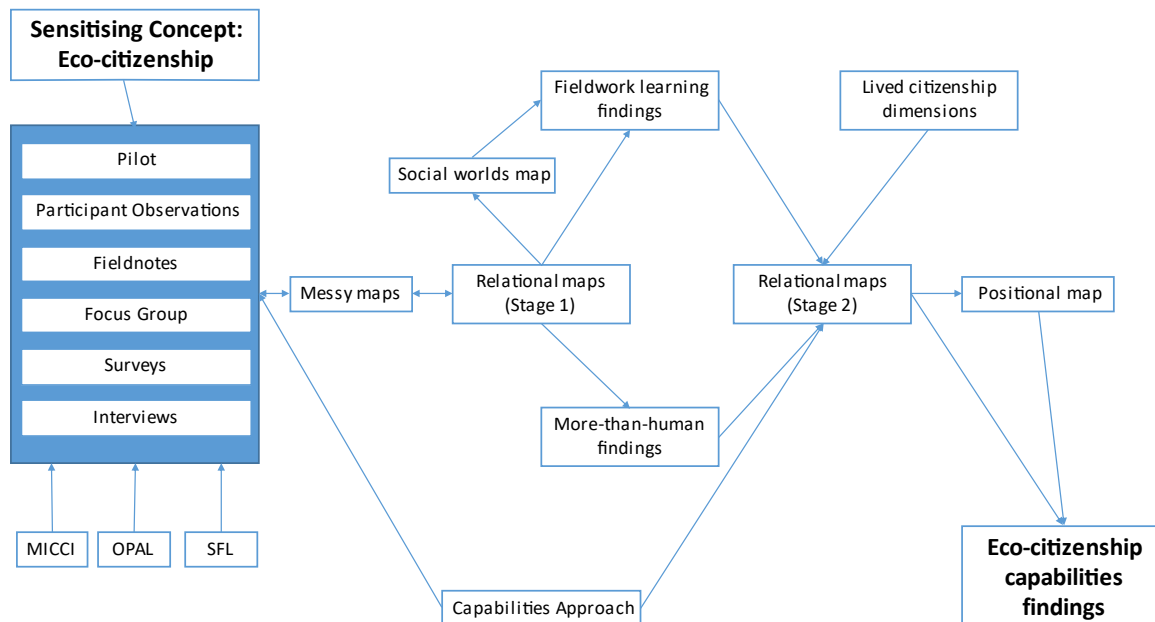 Sensitising Concept:
Eco-citizenship
Pilot
Participant Observations
Fieldnotes
Focus Group
Surveys
Interviews
MICCI
OPAL
SFL
Messy maps
Social worlds map
Fieldwork learning
findings
Relational maps
(Stage 1)
More-than-human
findings
Capabilities Approach
Lived citizenship
dimensions
Relational maps
(Stage 2)
Positional map
Eco-citizenship
capabilities
findings